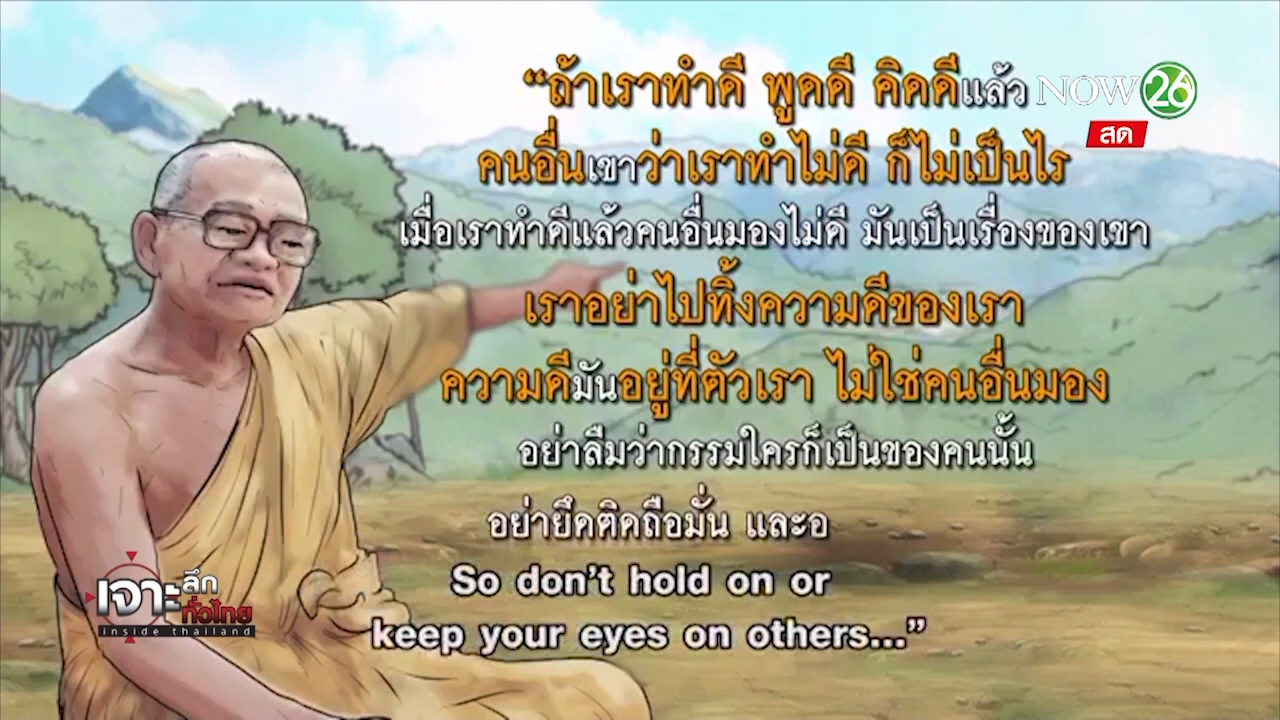 “ถ้าเราทำดี พูดดี คิดดีแล้ว
NOW 26
สด
คนอื่นเขาว่าเราทำไม่ดี ก็ไม่เป็นไร
เมื่อเราทำดีแล้วคนอื่นมองไม่ดี มันเป็นเรื่องของเขา
เราอย่าไปทิ้งความดีของเรา
ความดีมันอยู่ที่ตัวเรา ไม่ใช่คนอื่นมอง
อย่าลืมว่ากรรมใครก็เป็นของคนนั้น
อย่ายึดติดถือมั่น และอ
So don't hold on or
keep your eyes on others...”
เจาะลึก
ทั่วไทย
inside thailand